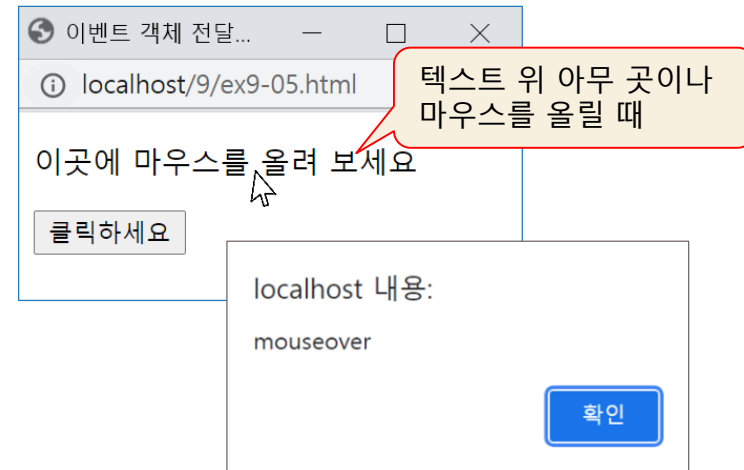 이벤트 객체 전달...
localhost/9/ex9-05.html
텍스트 위 아무 곳이나
마우스를 올릴 때
이곳에 마우스를 올려 보세요
클릭하세요
localhost 내용:
mouseover
확인